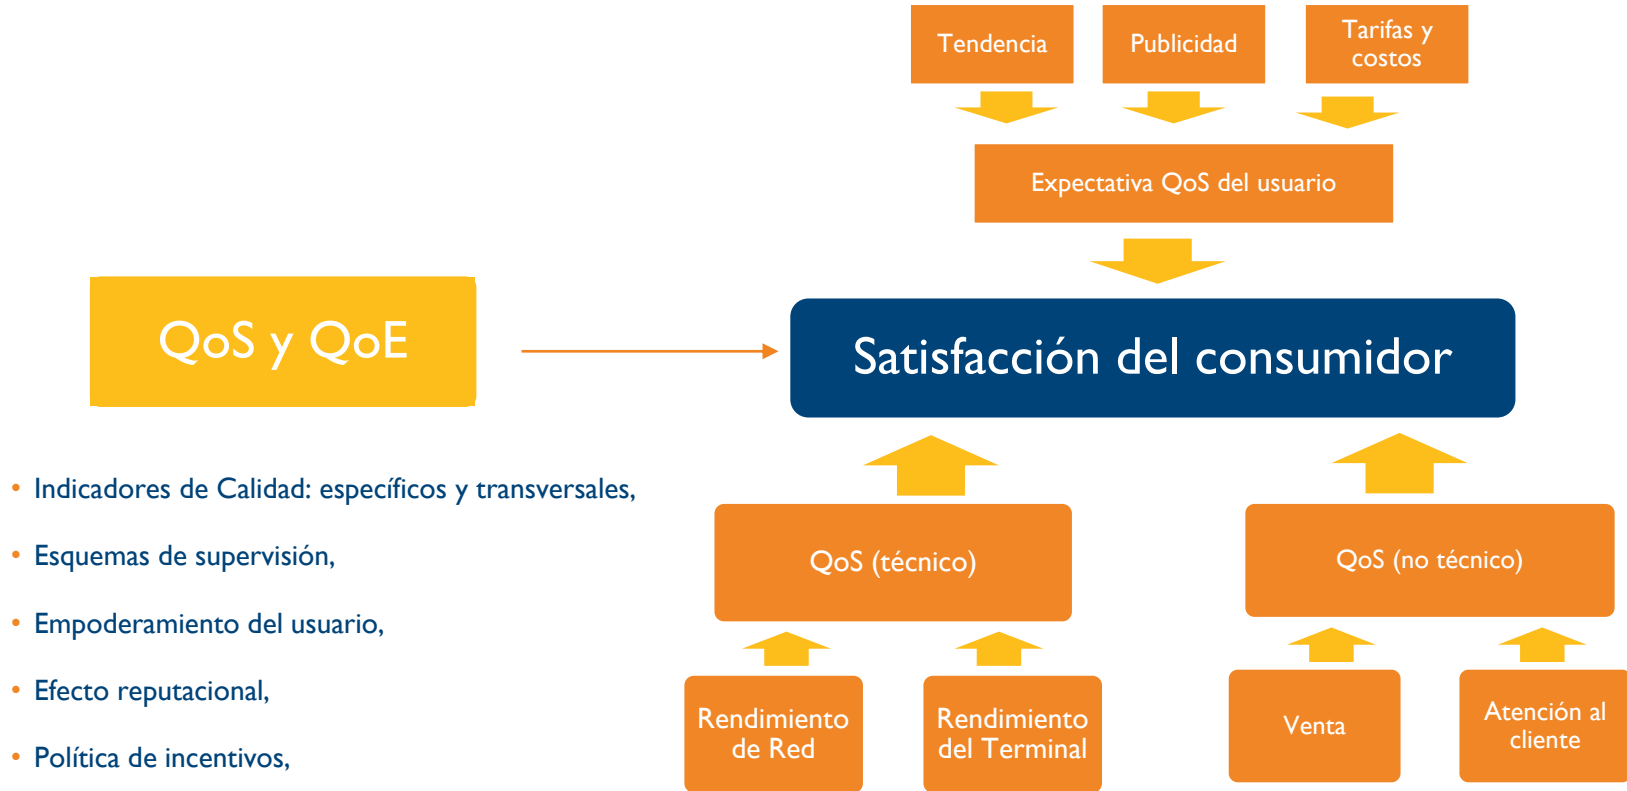 Tendencia
Publicidad
Tarifas y
costos
Expectativa QoS del usuario
QoS y QoE
Satisfacción del consumidor
• Indicadores de Calidad: específicos y transversales,
• Esquemas de supervisión,
• Empoderamiento del usuario,
• Efecto reputacional,
• Política de incentivos,
QoS (técnico)
QoS (no técnico)
Rendimiento
de Red
Rendimiento
del Terminal
Venta
Atención al
cliente